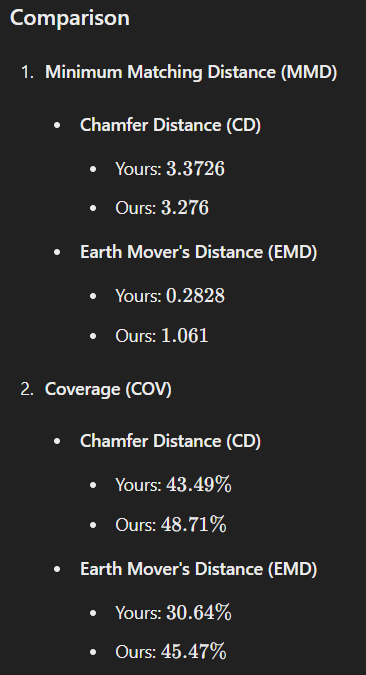 Comparison
1. Minimum Matching Distance (MMD)
• Chamfer Distance (CD)
• Yours: 3.3726
• Ours: 3.276
• Earth Mover's Distance (EMD)
• Yours: 0.2828
• Ours: 1.061
2. Coverage (COV)
• Chamfer Distance (CD)
• Yours: 43.49%
• Ours: 48.71%
• Earth Mover's Distance (EMD)
• Yours: 30.64%
• Ours: 45.47%